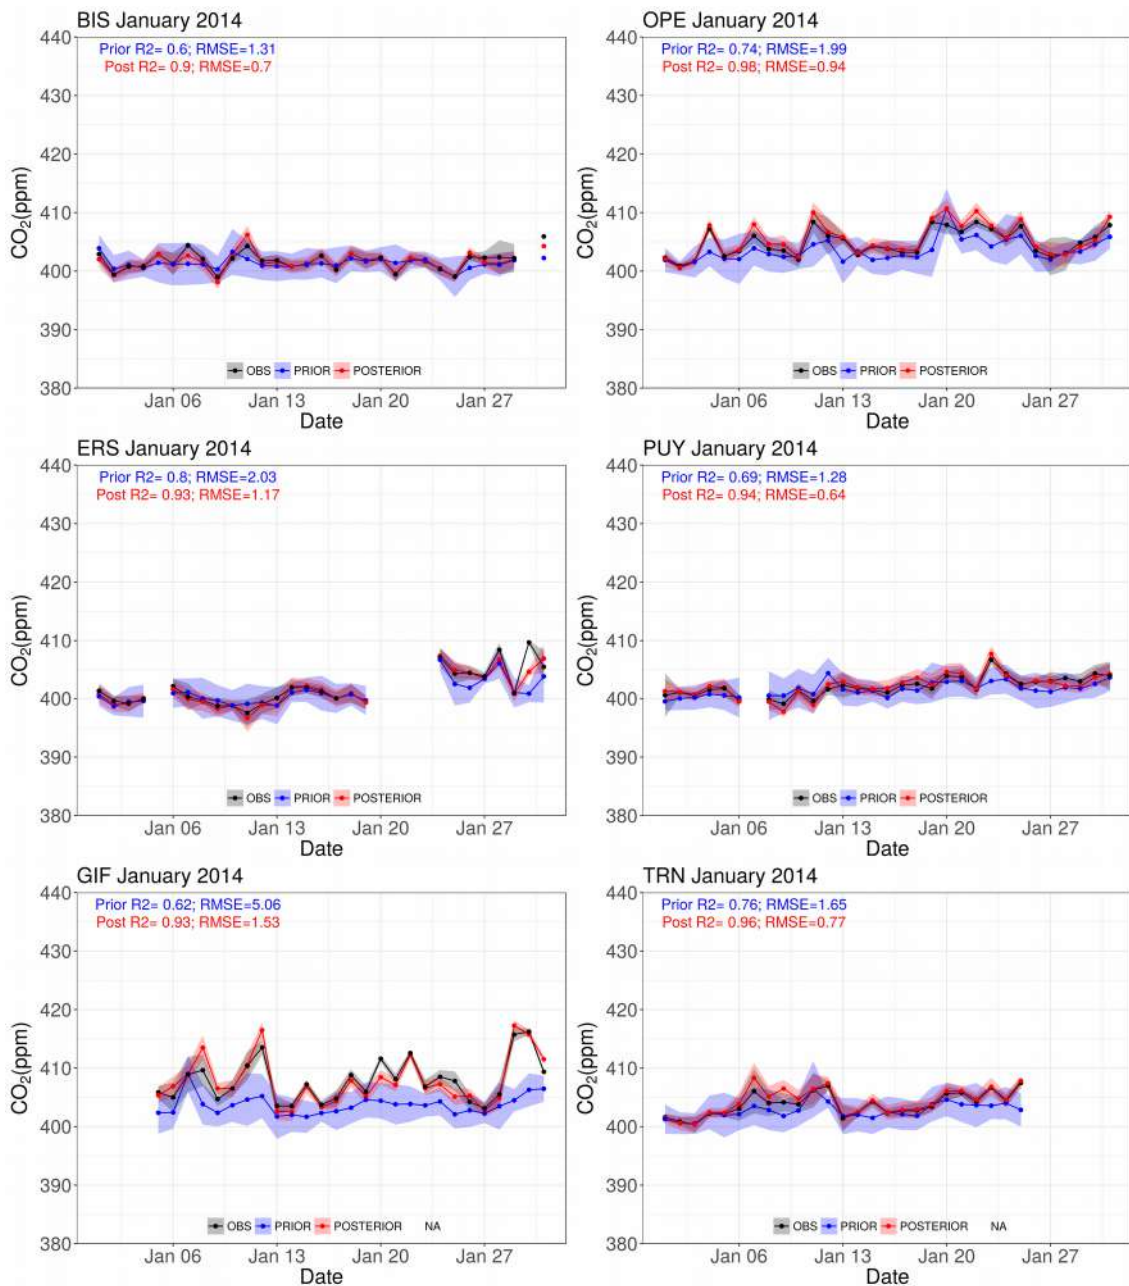 BIS January 2014
Prior R2= 0.6; RMSE=1.31
Post R2= 0.9; RMSE=0.7
440
430
420
410
400
390
380
CO2(ppm)
OBS PRIOR POSTERIOR
Jan 06 Jan 13 Jan 20 Jan 27
Date
OPE January 2014
Prior R2= 0.74; RMSE=1.99
Post R2= 0.98; RMSE=0.94
440
430
420
410
400
390
380
CO2(ppm)
OBS PRIOR POSTERIOR
Jan 06 Jan 13 Jan 20 Jan 27
Date
ERS January 2014
Prior R2= 0.8; RMSE=2.03
Post R2= 0.93; RMSE=1.17
440
430
420
410
400
390
380
CO2(ppm)
OBS PRIOR POSTERIOR
Jan 06 Jan 13 Jan 20 Jan 27
Date
PUY January 2014
Prior R2= 0.69; RMSE=1.28
Post R2= 0.94; RMSE=0.64
440
430
420
410
400
390
380
CO2(ppm)
OBS PRIOR POSTERIOR
Jan 06 Jan 13 Jan 20 Jan 27
Date
GIF January 2014
Prior R2= 0.62; RMSE=5.06
Post R2= 0.93; RMSE=1.53
440
430
420
410
400
390
380
CO2(ppm)
OBS PRIOR POSTERIOR NA
Jan 06 Jan 13 Jan 20 Jan 27
Date
TRN January 2014
Prior R2= 0.76; RMSE=1.65
Post R2= 0.96; RMSE=0.77
440
430
420
410
400
390
380
CO2(ppm)
OBS PRIOR POSTERIOR NA
Jan 06 Jan 13 Jan 20 Jan 27
Date